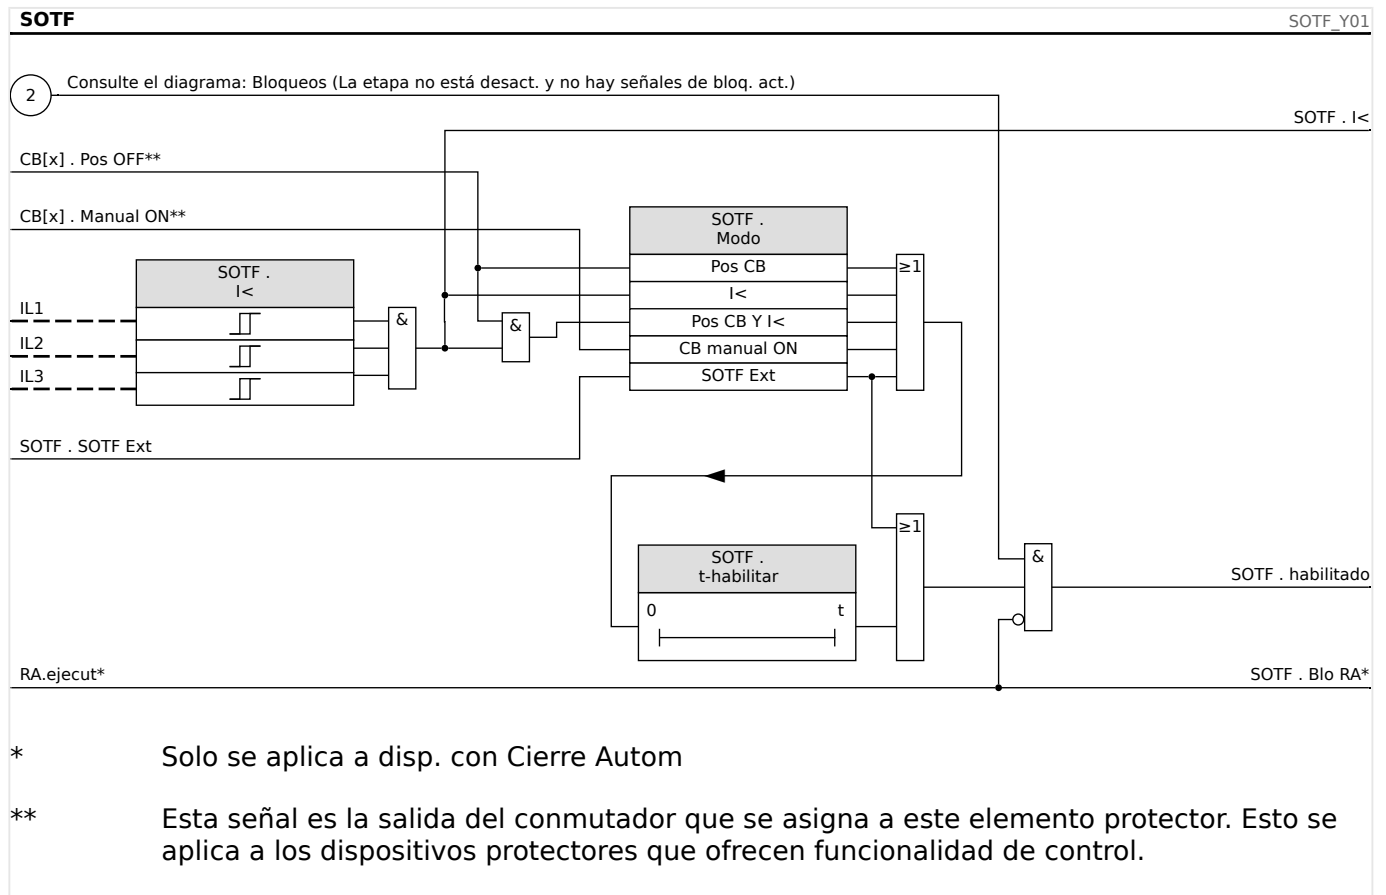 SOTF
SOTF_Y01
2
Consulte el diagrama: Bloqueos (La etapa no está desact. y no hay señales de bloq. act.)
SOTF . I<
CB[x] . Pos OFF**
CB[x] . Manual ON**
SOTF .
Modo
Pos CB
I<
Pos CB Y I<
CB manual ON
SOTF Ext
≥1
SOTF .
I<
IL1
IL2
IL3
&
&
SOTF . SOTF Ext
≥1
SOTF .
t-habilitar
0
t
&
SOTF . habilitado
RA.ejecut*
SOTF . Blo RA*
* Solo se aplica a disp. con Cierre Autom
** Esta señal es la salida del conmutador que se asigna a este elemento protector. Esto se
aplica a los dispositivos protectores que ofrecen funcionalidad de control.